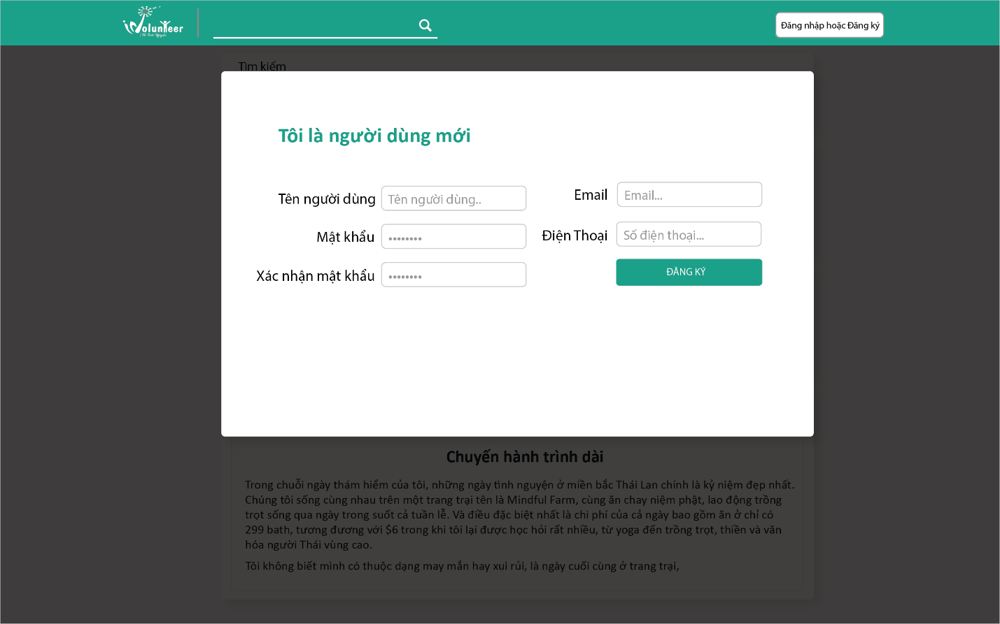 Volunteer
Đăng nhập hoặc Đăng ký
Tìm kiếm
Tôi là người dùng mới
Tên người dùng
Tên người dùng..
Email
Email...
Mật khẩu
••••••••
Điện Thoại
Số điện thoại...
Xác nhận mật khẩu
••••••••
ĐĂNG KÝ
Chuyến hành trình dài
Trong chuỗi ngày thám hiểm của tôi, những ngày tình nguyện ở miền bắc Thái Lan chính là kỷ niệm đẹp nhất.
Chúng tôi sống cùng nhau trên một trang trại tên là Mindful Farm, cùng ăn chay niệm phật, lao động trồng
trọt sống qua ngày trong suốt cả tuần lễ. Và điều đặc biệt nhất là chi phí của cả ngày bao gồm ăn ở chỉ có
299 bath, tương đương với $6 trong khi tôi lại được học hỏi rất nhiều, từ yoga đến trồng trọt, thiền và văn
hóa người Thái vùng cao.
Tôi không biết mình có thuộc dạng may mắn hay xui rủi, là ngày cuối cùng ở trang trại,